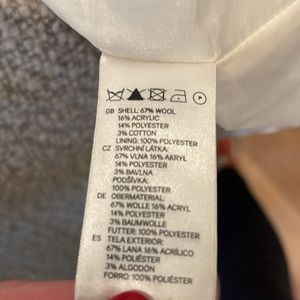 GB SHELL: 67% WOOL
16% ACRYLIC
14% POLYESTER
3% COTTON
LINING: 100% POLYESTER
CZ SVRCHNÍ LÁTKA:
67% VLNA 16% AKRYL
14% POLYESTER
3% BAVLNA
PODŠÍVKA:
100% POLYESTER
DE OBERMATERIAL:
67% WOLLE 16% ACRYL
14% POLYESTER
3% BAUMWOLLE
FUTTER: 100% POLYESTER
ES TELA EXTERIOR:
67% LANA 16% ACRÍLICO
14% POLIÉSTER
3% ALGODÓN
FORRO: 100% POLIÉSTER